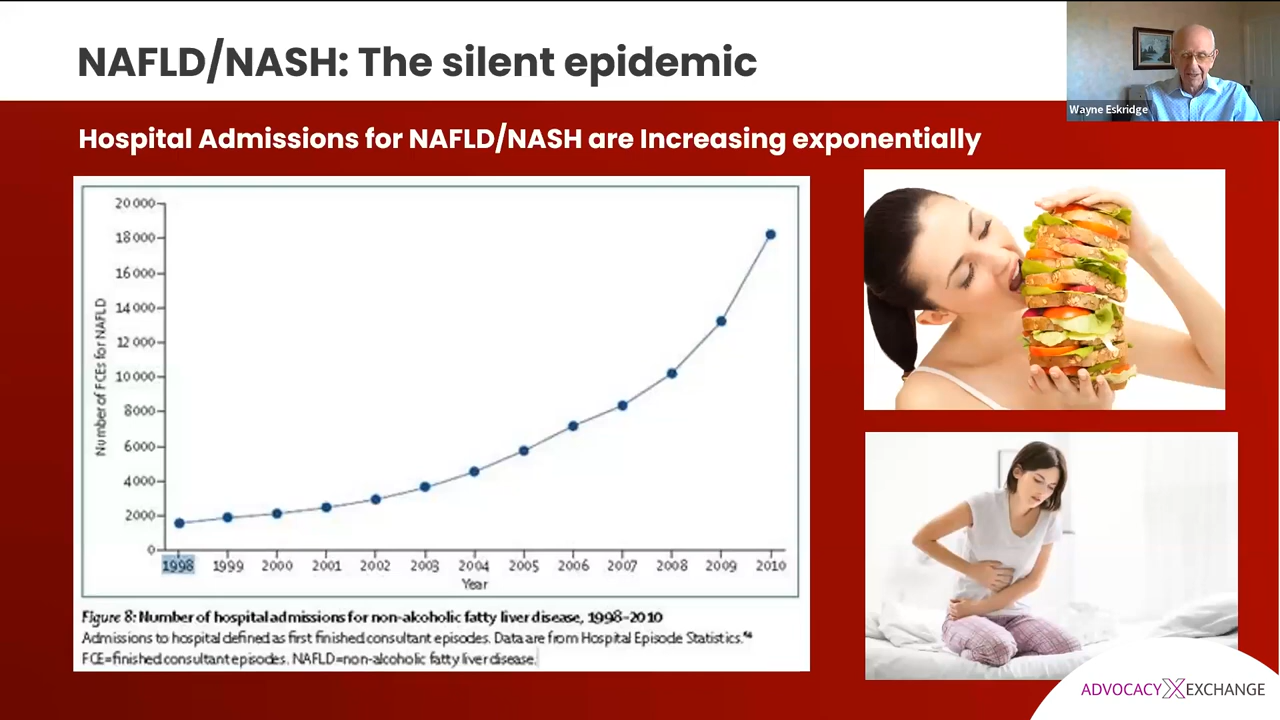 NAFLD/NASH: The silent epidemic
Wayne Eskridge
Hospital Admissions for NAFLD/NASH are Increasing exponentially
Number of FCEs for NAFLD
20 000
18 000
16 000
14 000
12 000
10 000
8000
6000
4000
2000
0
1998 1999 2000 2001 2002 2003 2004 2005 2006 2007 2008 2009 2010
Year
Figure 8: Number of hospital admissions for non-alcoholic fatty liver disease, 1998–2010
Admissions to hospital defined as first finished consultant episodes. Data are from Hospital Episode Statistics.
FCE=finished consultant episodes. NAFLD=non-alcoholic fatty liver disease.
ADVOCACY X EXCHANGE